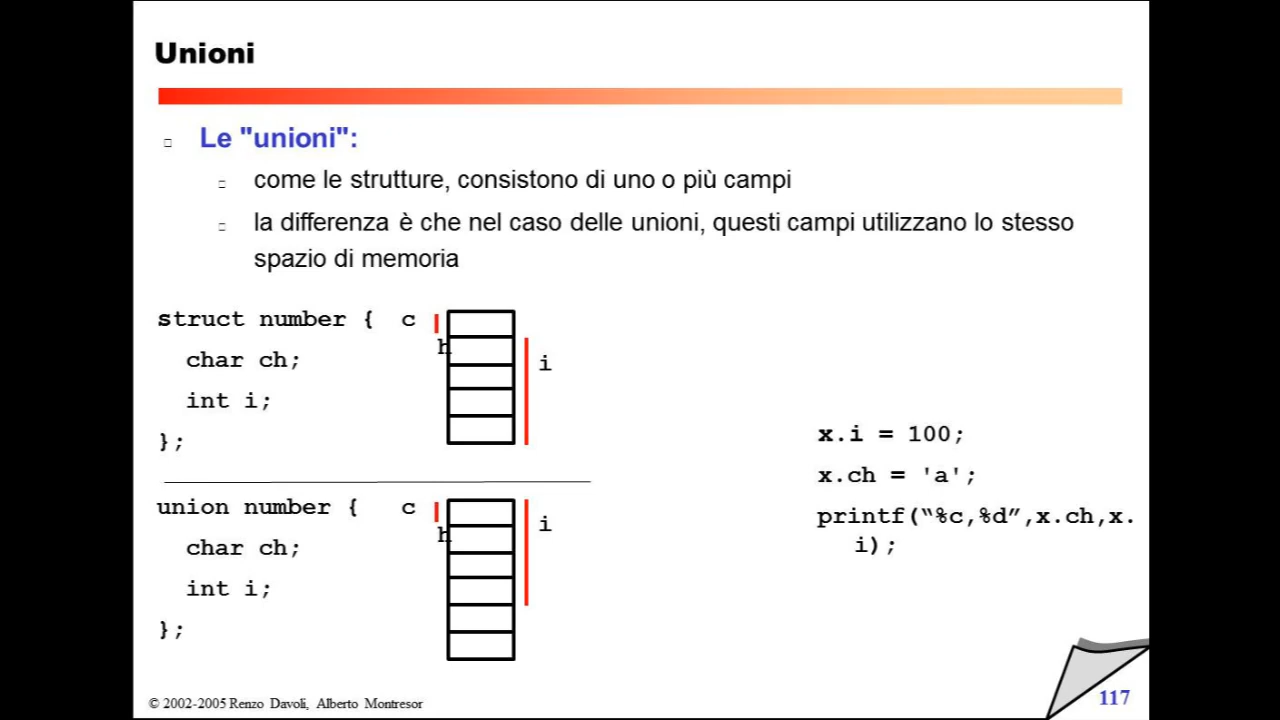 Unioni
Le "unioni":
come le strutture, consistono di uno o più campi
la differenza è che nel caso delle unioni, questi campi utilizzano lo stesso
spazio di memoria
struct number { c
h
i
char ch;
int i;
};
union number { c
h
i
char ch;
int i;
};
x.i = 100;
x.ch = 'a';
printf(“%c,%d”,x.ch,x.
i);
© 2002-2005 Renzo Davoli, Alberto Montresor
117